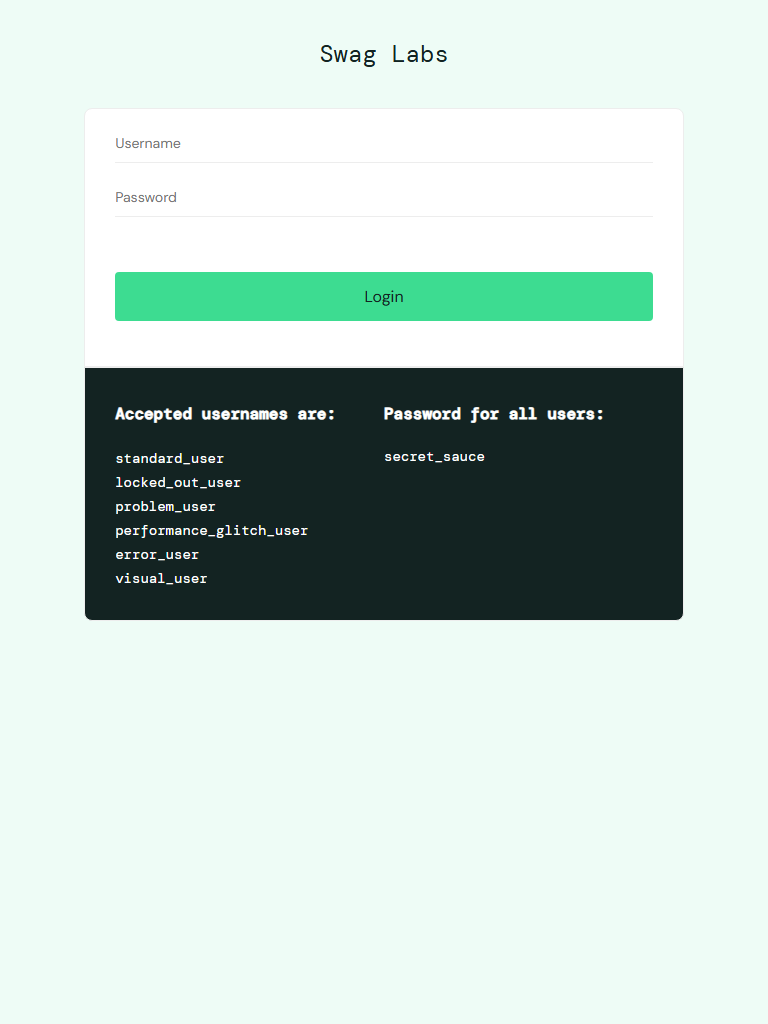 Swag Labs
Username
Password
Login
Accepted usernames are:
standard_user
locked_out_user
problem_user
performance_glitch_user
error_user
visual_user
Password for all users:
secret_sauce